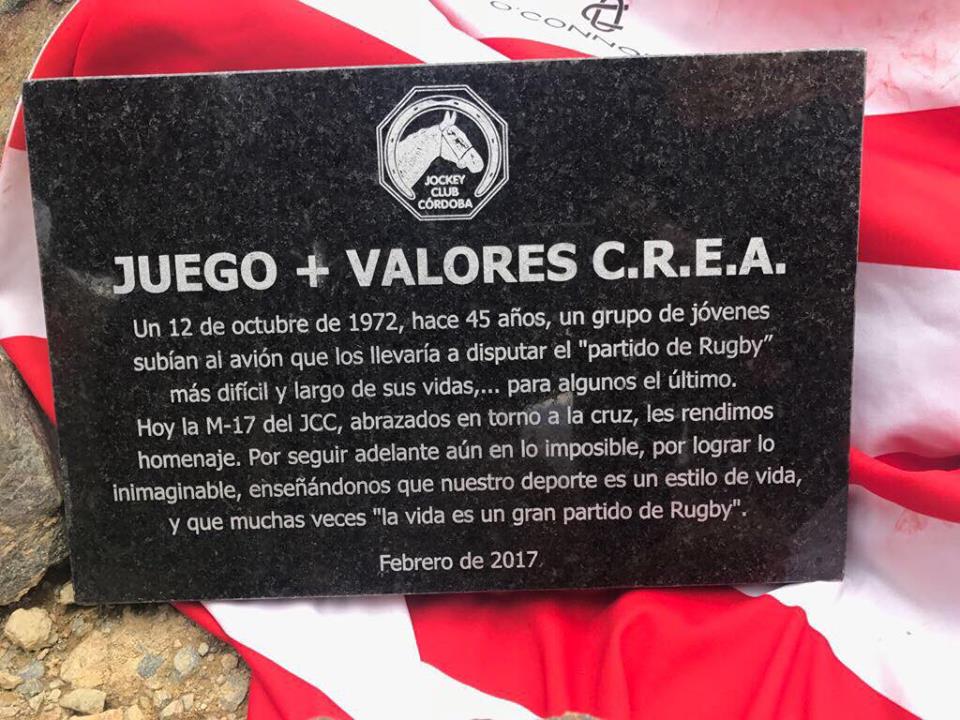 O'CONNO
JOCKEY
CLUB
CÓRDOBA
JUEGO + VALORES C.R.E.A.
Un 12 de octubre de 1972, hace 45 años, un grupo de jóvenes
subían al avión que los llevaría a disputar el "partido de Rugby”
más difícil y largo de sus vidas,... para algunos el último.
Hoy la M-17 del JCC, abrazados en torno a la cruz, les rendimos
homenaje. Por seguir adelante aún en lo imposible, por lograr lo
inimaginable, enseñándonos que nuestro deporte es un estilo de vida,
y que muchas veces "la vida es un gran partido de Rugby".
Febrero de 2017